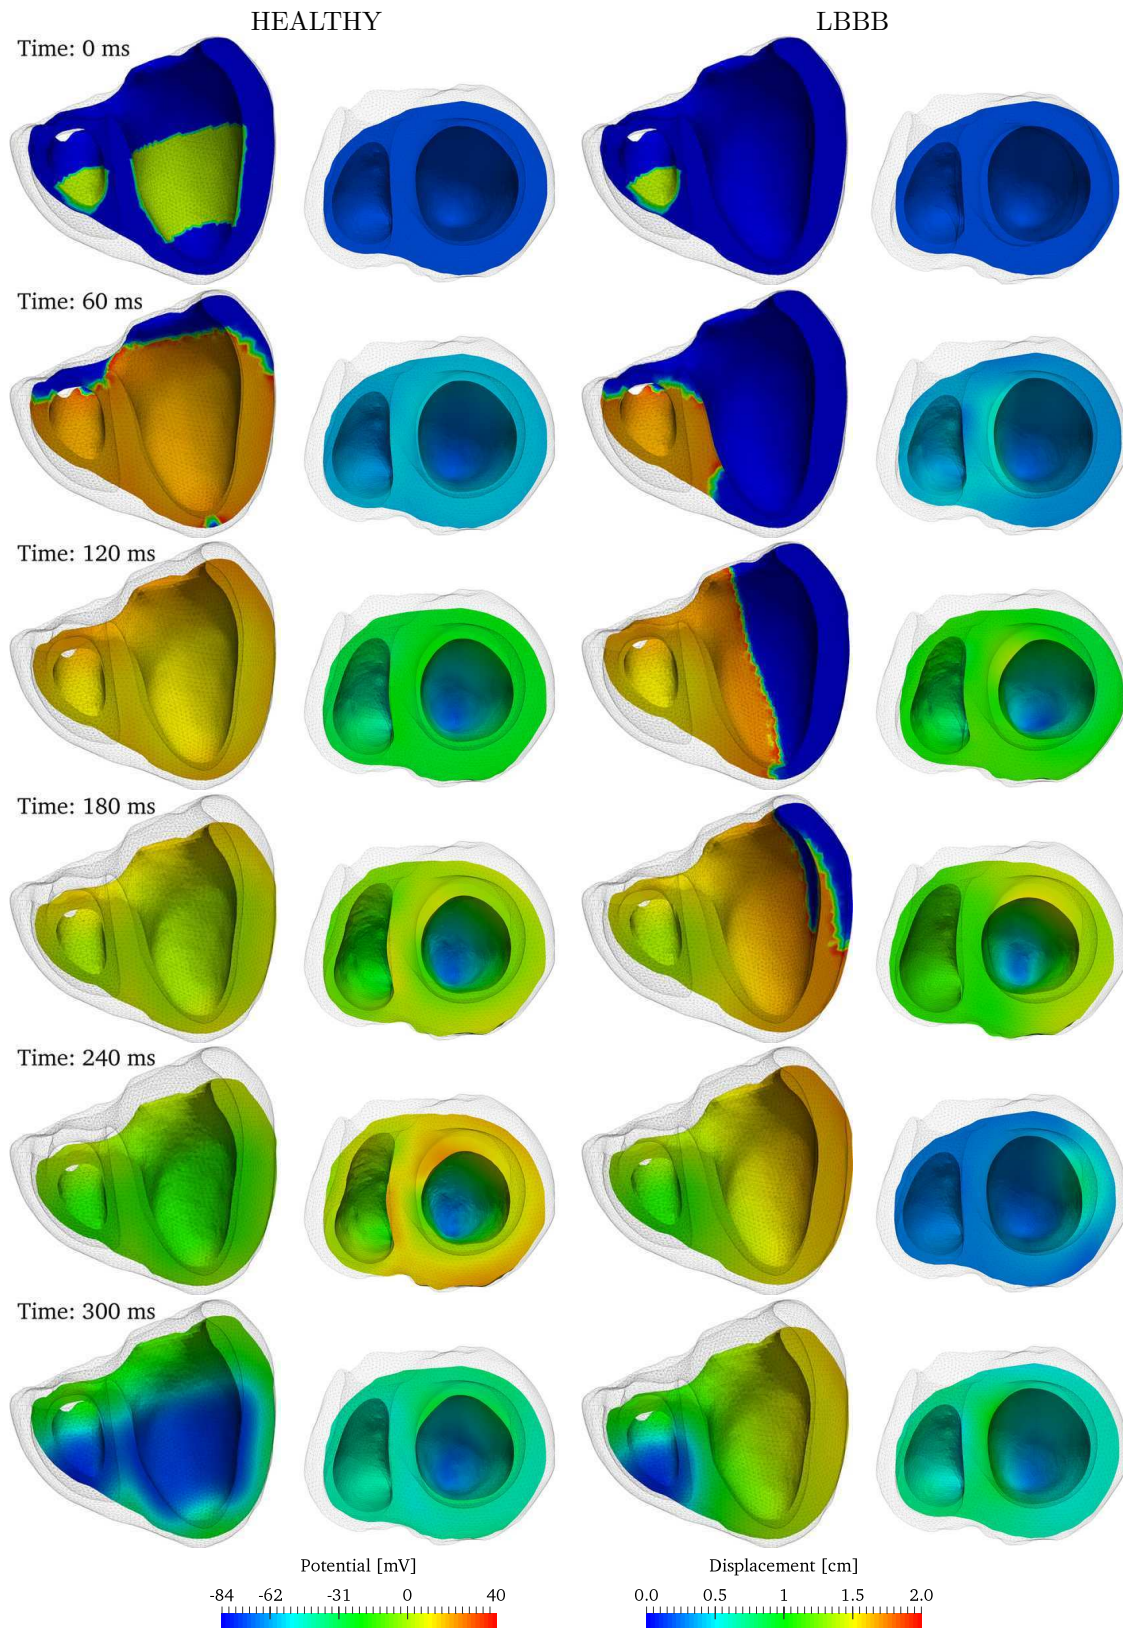 HEALTHY LBBB
Time: 0 ms
Time: 60 ms
Time: 120 ms
Time: 180 ms
Time: 240 ms
Time: 300 ms
Potential [mV] Displacement [cm]
-84 -62 -31 0 40 0.0 0.5 1 1.5 2.0